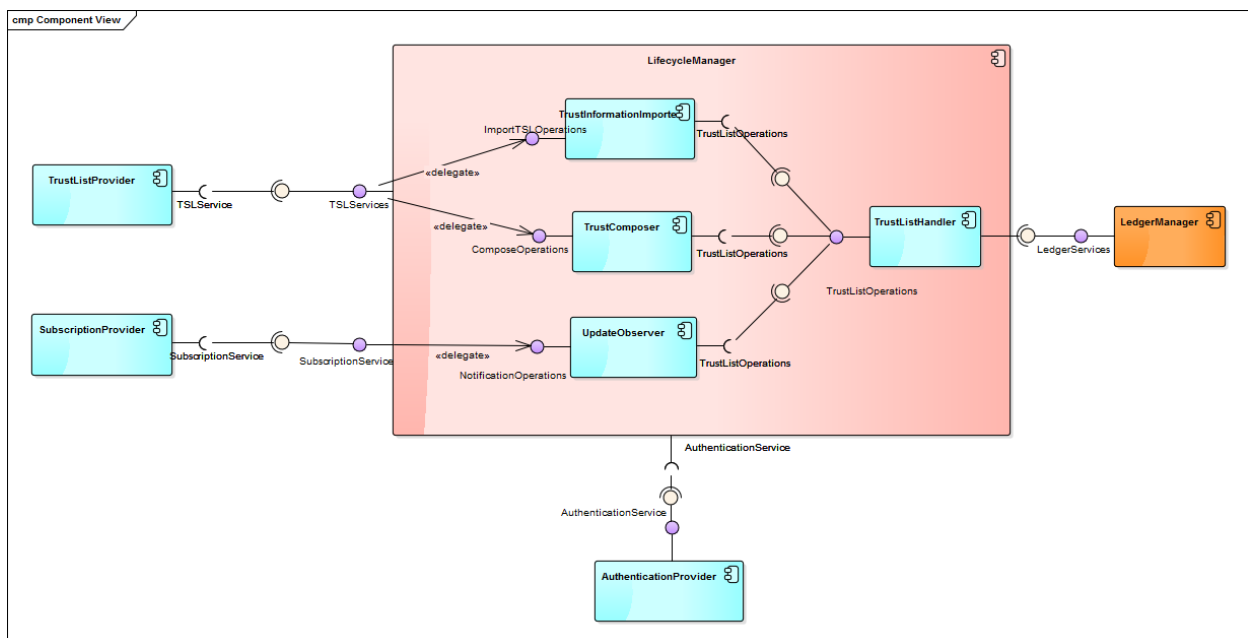 cmp Component View
LifecycleManager
TrustInformationImporte
ImportTSLOperations
TrustListOperations
«delegate»
TrustListProvider
TSLService
TSLServices
«delegate»
TrustComposer
ComposeOperations
TrustListOperations
TrustListHandler
TrustListOperations
LedgerManager
LedgerServices
SubscriptionProvider
SubscriptionService
SubscriptionService
«delegate»
UpdateObserver
NotificationOperations
TrustListOperations
AuthenticationService
AuthenticationService
AuthenticationProvider